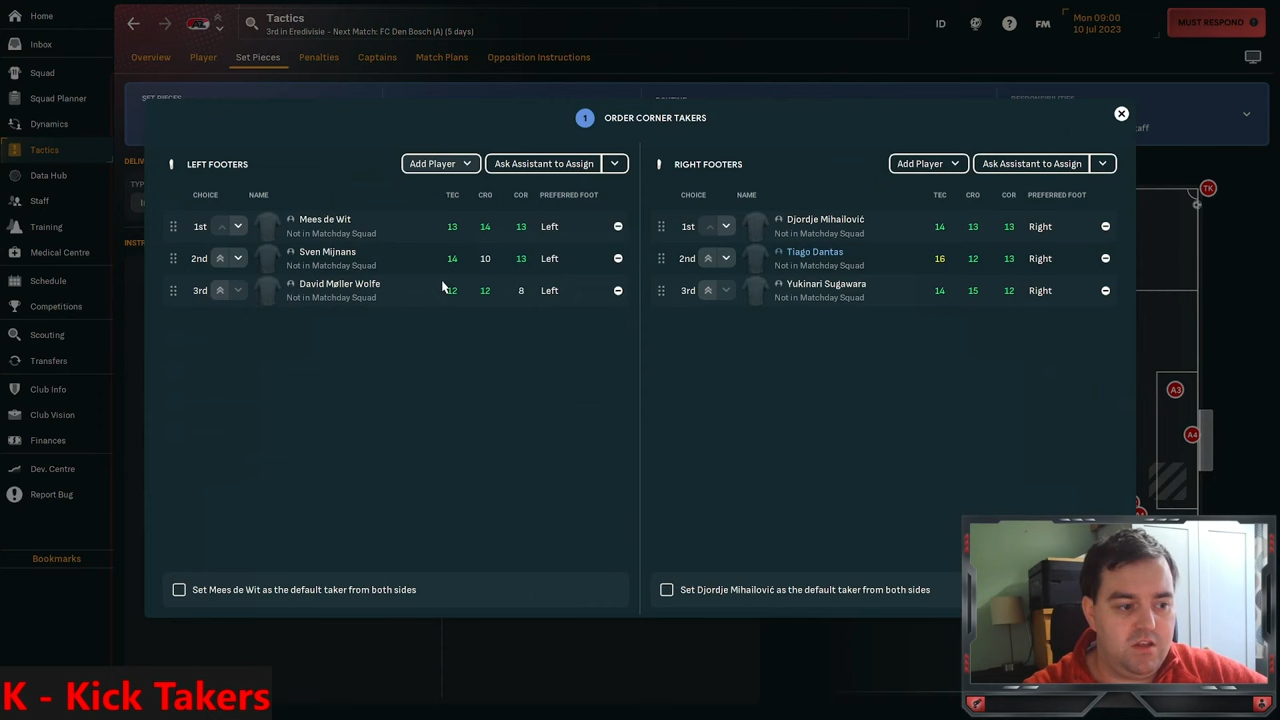 Home
Inbox
Squad
Squad Planner
Dynamics
Tactics
Data Hub
Staff
Training
Medical Centre
Schedule
Competitions
Scouting
Transfers
Club Info
Club Vision
Finances
Dev. Centre
Report Bug
Bookmarks
Tactics
3rd in Eredivisie - Next Match: FC Den Bosch (A) (5 days)
ID
FM
Mon 09:00
10 Jul 2023
MUST RESPOND
Overview
Player
Set Pieces
Penalties
Captains
Match Plans
Opposition Instructions
1 ORDER CORNER TAKERS
LEFT FOOTERS
Add Player
Ask Assistant to Assign
CHOICE NAME TEC CRO COR PREFERRED FOOT
1st Mees de Wit 13 14 13 Left
Not in Matchday Squad
2nd Sven Mijnans 14 10 13 Left
Not in Matchday Squad
3rd David Møller Wolfe 12 12 8 Left
Not in Matchday Squad
Set Mees de Wit as the default taker from both sides
RIGHT FOOTERS
Add Player
Ask Assistant to Assign
CHOICE NAME TEC CRO COR PREFERRED FOOT
1st Djordje Mihailović 14 13 13 Right
Not in Matchday Squad
2nd Tiago Dantas 16 12 13 Right
Not in Matchday Squad
3rd Yukinari Sugawara 14 15 12 Right
Not in Matchday Squad
Set Djordje Mihailović as the default taker from both sides
TK
A3
A4
K - Kick Takers